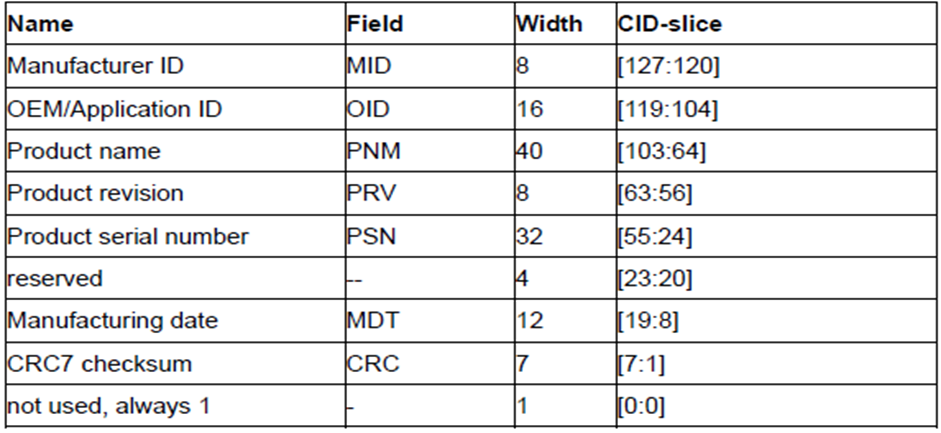 Name Field Width CID-slice
Manufacturer ID MID 8 [127:120]
OEM/Application ID OID 16 [119:104]
Product name PNM 40 [103:64]
Product revision PRV 8 [63:56]
Product serial number PSN 32 [55:24]
reserved -- 4 [23:20]
Manufacturing date MDT 12 [19:8]
CRC7 checksum CRC 7 [7:1]
not used, always 1 - 1 [0:0]